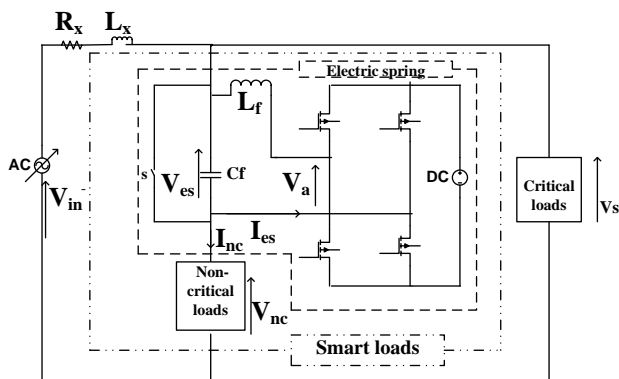 Rx Lx
Electric spring
Lf
AC
s
Ves
Cf
Va
DC
Critical
loads
Vs
Vin
Inc
Ies
Non-
critical
loads
Vnc
Smart loads